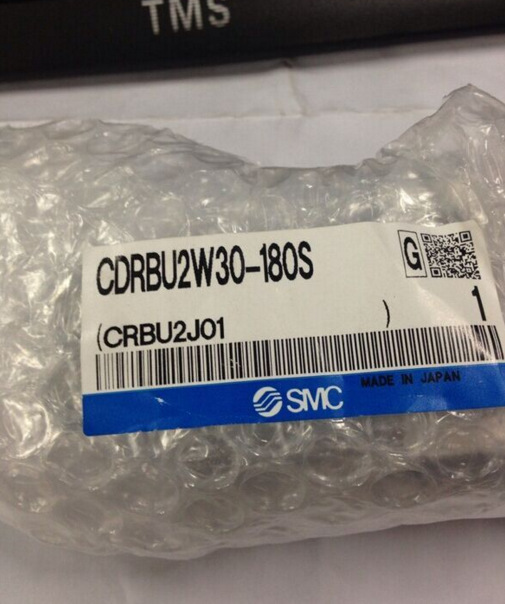 TMS
CDRBU2W30-180S
G
(CRBU2J01 )
1
MADE IN JAPAN
SMC